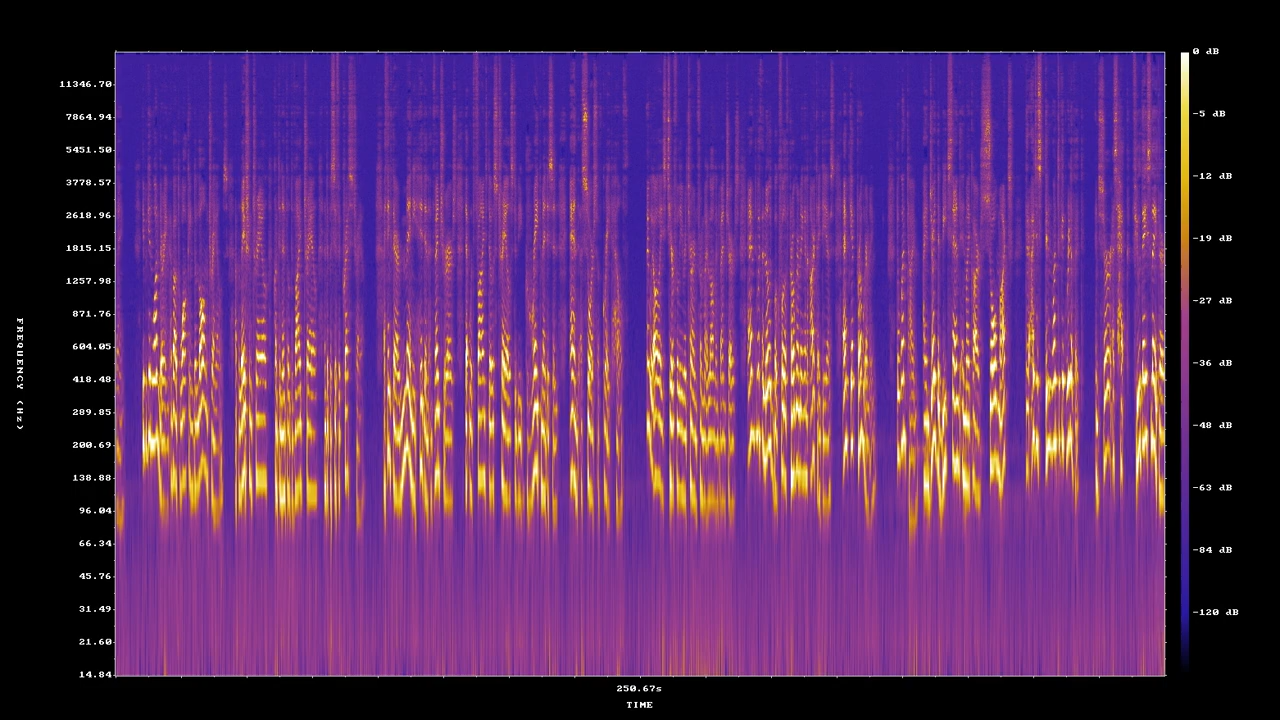 0 dB
11346.70
-5 dB
7864.94
5451.50
-12 dB
3778.57
2618.96
-19 dB
1815.15
1257.98
-27 dB
871.76
FREQUENCY (Hz)
604.05
-36 dB
418.48
289.85
-48 dB
200.69
138.88
-63 dB
96.04
66.34
-84 dB
45.76
31.49
-120 dB
21.60
14.84
250.67s
TIME